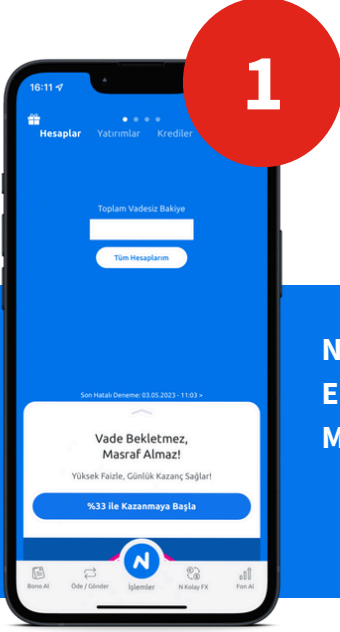 1
16:11
Hesaplar Yatırımlar Krediler
Toplam Vadesiz Bakiye
Tüm Hesaplarım
Son Hatalı Deneme: 03.05.2023 - 11:03 >
Vade Bekletmez,
Masraf Almaz!
Yüksek Faizle, Günlük Kazanç Sağlar!
%33 ile Kazanmaya Başla
N
Bono Al Öde / Gönder İşlemler N Kolay FX Fon Al
N
E
M